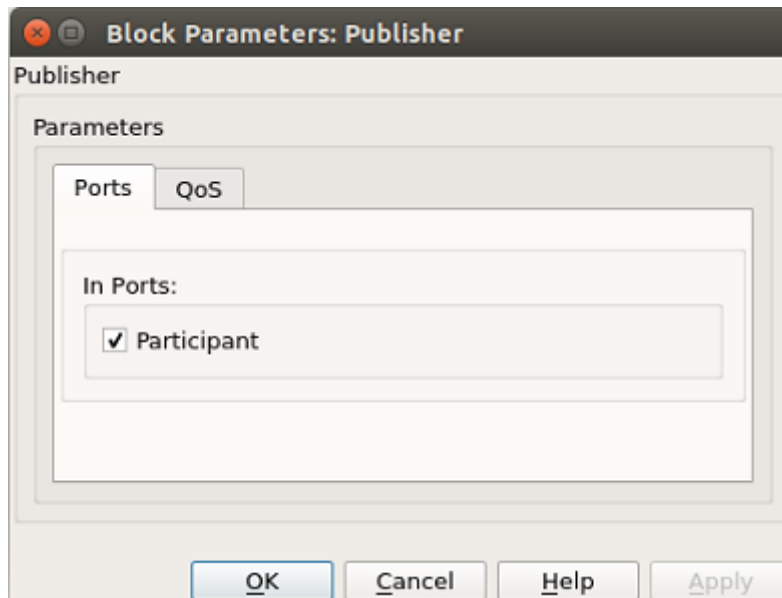 Block Parameters: Publisher
Publisher
Parameters
Ports QoS
In Ports:
Participant
OK Cancel Help Apply